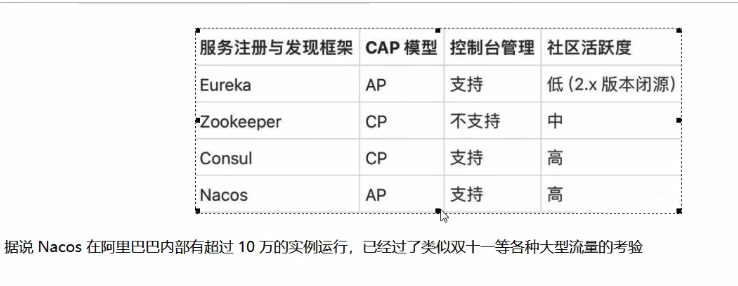 服务注册与发现框架 CAP 模型 控制台管理 社区活跃度
Eureka AP 支持 低 (2.x 版本闭源)
Zookeeper CP 不支持 中
Consul CP 支持 高
Nacos AP 支持 高
据说 Nacos 在阿里巴巴内部有超过 10 万的实例运行，已经过了类似双十一等各种大型流量的考验